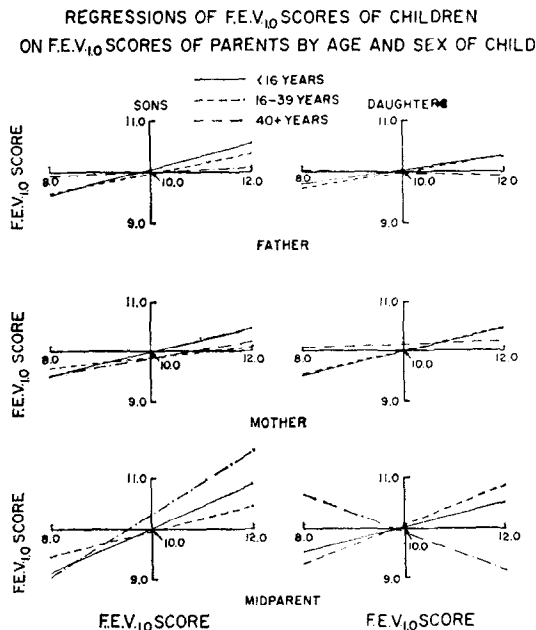 REGRESSIONS OF F.E.V.1.0 SCORES OF CHILDREN
ON F.E.V.1.0 SCORES OF PARENTS BY AGE AND SEX OF CHILD
<16 YEARS
SONS
16-39 YEARS
DAUGHTERS
40+ YEARS
11.0
11.0
F.E.V.1.0 SCORE
8.0
10.0
12.0
8.0
10.0
12.0
9.0
9.0
FATHER
11.0
11.0
F.E.V.1.0 SCORE
8.0
10.0
12.0
8.0
10.0
12.0
9.0
9.0
MOTHER
11.0
11.0
F.E.V.1.0 SCORE
8.0
10.0
12.0
8.0
10.0
12.0
9.0
9.0
MIDPARENT
F.E.V.1.0 SCORE
F.E.V.1.0 SCORE